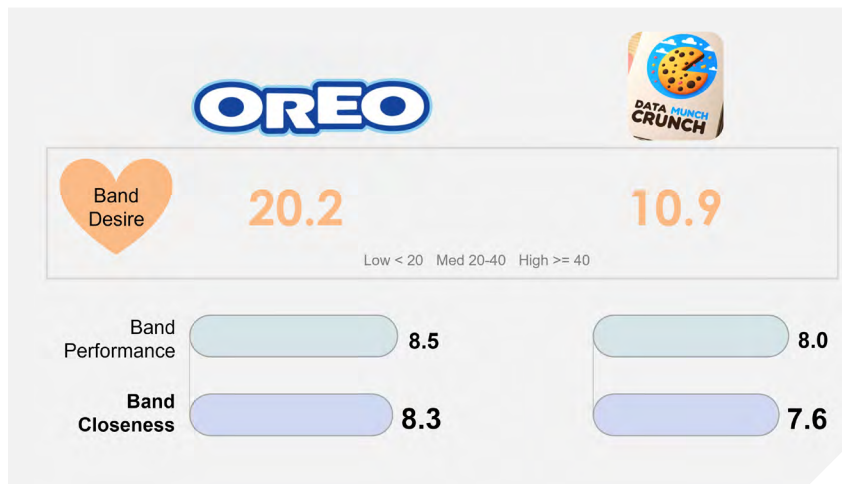 OREO
DATA MUNCH
CRUNCH
Band
Desire
20.2
10.9
Low < 20 Med 20-40 High >= 40
Band
Performance
8.5
8.0
Band
Closeness
8.3
7.6